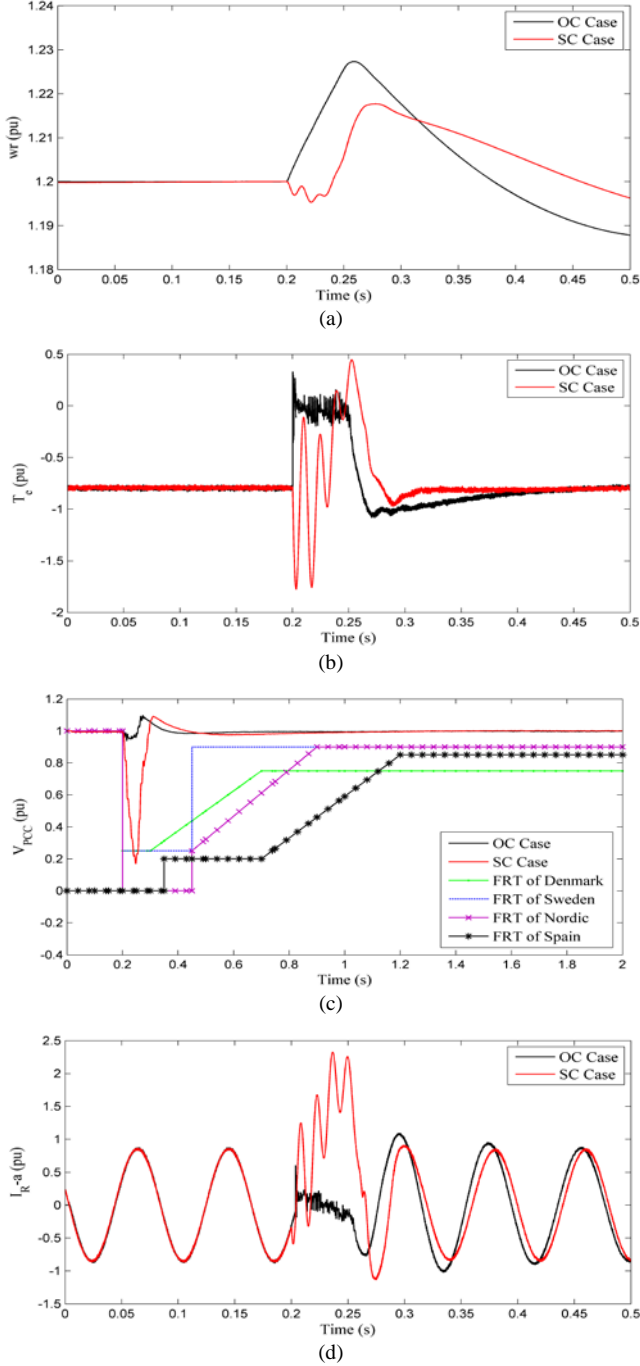 1.24
1.23
1.22
1.21
1.2
1.19
1.18
wr (pu)
OC Case
SC Case
0 0.05 0.1 0.15 0.2 0.25 0.3 0.35 0.4 0.45 0.5
Time (s)
(a)
0.5
0
-0.5
-1
-1.5
-2
T_e (pu)
OC Case
SC Case
0 0.05 0.1 0.15 0.2 0.25 0.3 0.35 0.4 0.45 0.5
Time (s)
(b)
1.2
1
0.8
0.6
0.4
0.2
0
-0.2
-0.4
V_PCC (pu)
OC Case
SC Case
FRT of Denmark
FRT of Sweden
FRT of Nordic
FRT of Spain
0 0.2 0.4 0.6 0.8 1 1.2 1.4 1.6 1.8 2
Time (s)
(c)
2.5
2
1.5
1
0.5
0
-0.5
-1
-1.5
I_R-a (pu)
OC Case
SC Case
0 0.05 0.1 0.15 0.2 0.25 0.3 0.35 0.4 0.45 0.5
Time (s)
(d)